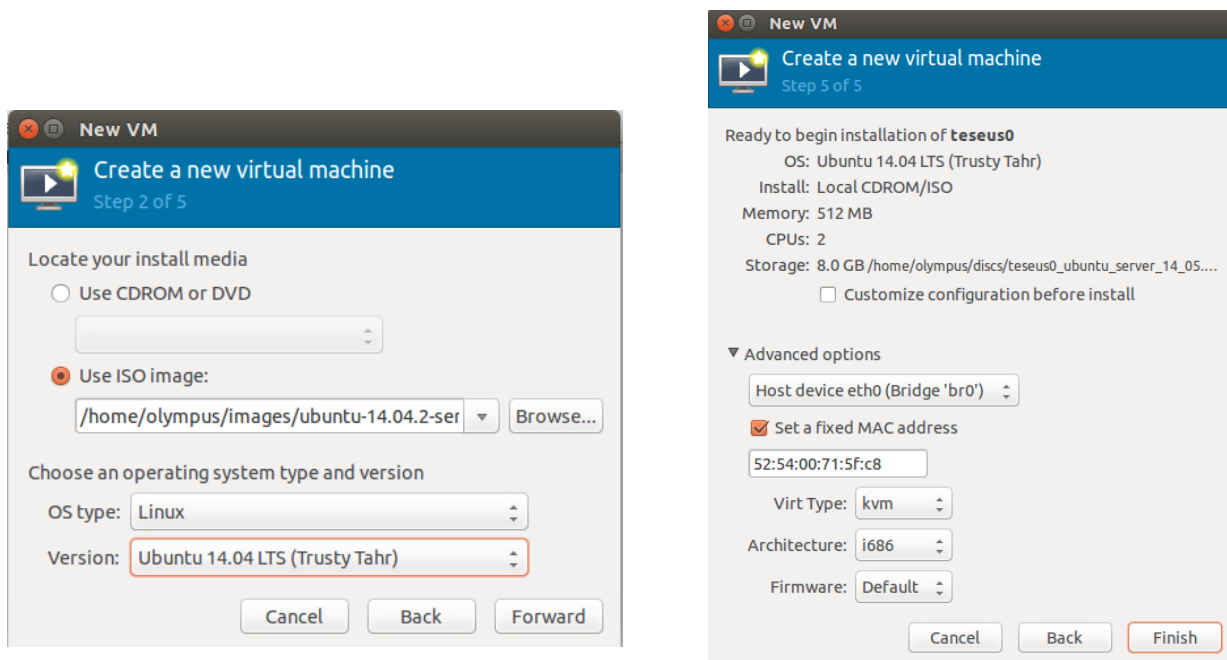 New VM
Create a new virtual machine
Step 2 of 5
Locate your install media
Use CDROM or DVD
Use ISO image:
/home/olympus/images/ubuntu-14.04.2-ser
Browse...
Choose an operating system type and version
OS type: Linux
Version: Ubuntu 14.04 LTS (Trusty Tahr)
Cancel Back Forward
New VM
Create a new virtual machine
Step 5 of 5
Ready to begin installation of teseus0
OS: Ubuntu 14.04 LTS (Trusty Tahr)
Install: Local CDROM/ISO
Memory: 512 MB
CPUs: 2
Storage: 8.0 GB /home/olympus/discs/teseus0_ubuntu_server_14_05....
Customize configuration before install
Advanced options
Host device eth0 (Bridge 'br0')
Set a fixed MAC address
52:54:00:71:5f:c8
Virt Type: kvm
Architecture: i686
Firmware: Default
Cancel Back Finish